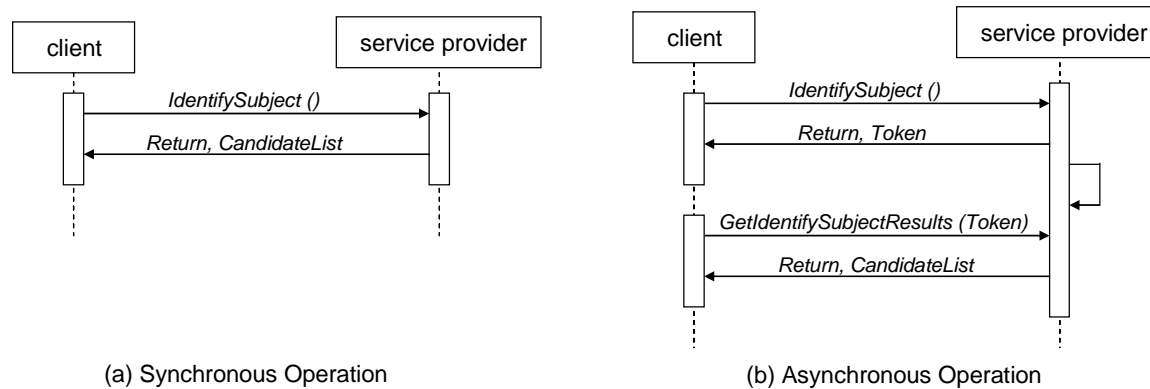 client
service provider
IdentifySubject ()
Return, CandidateList
(a) Synchronous Operation
client
service provider
IdentifySubject ()
Return, Token
GetIdentifySubjectResults (Token)
Return, CandidateList
(b) Asynchronous Operation